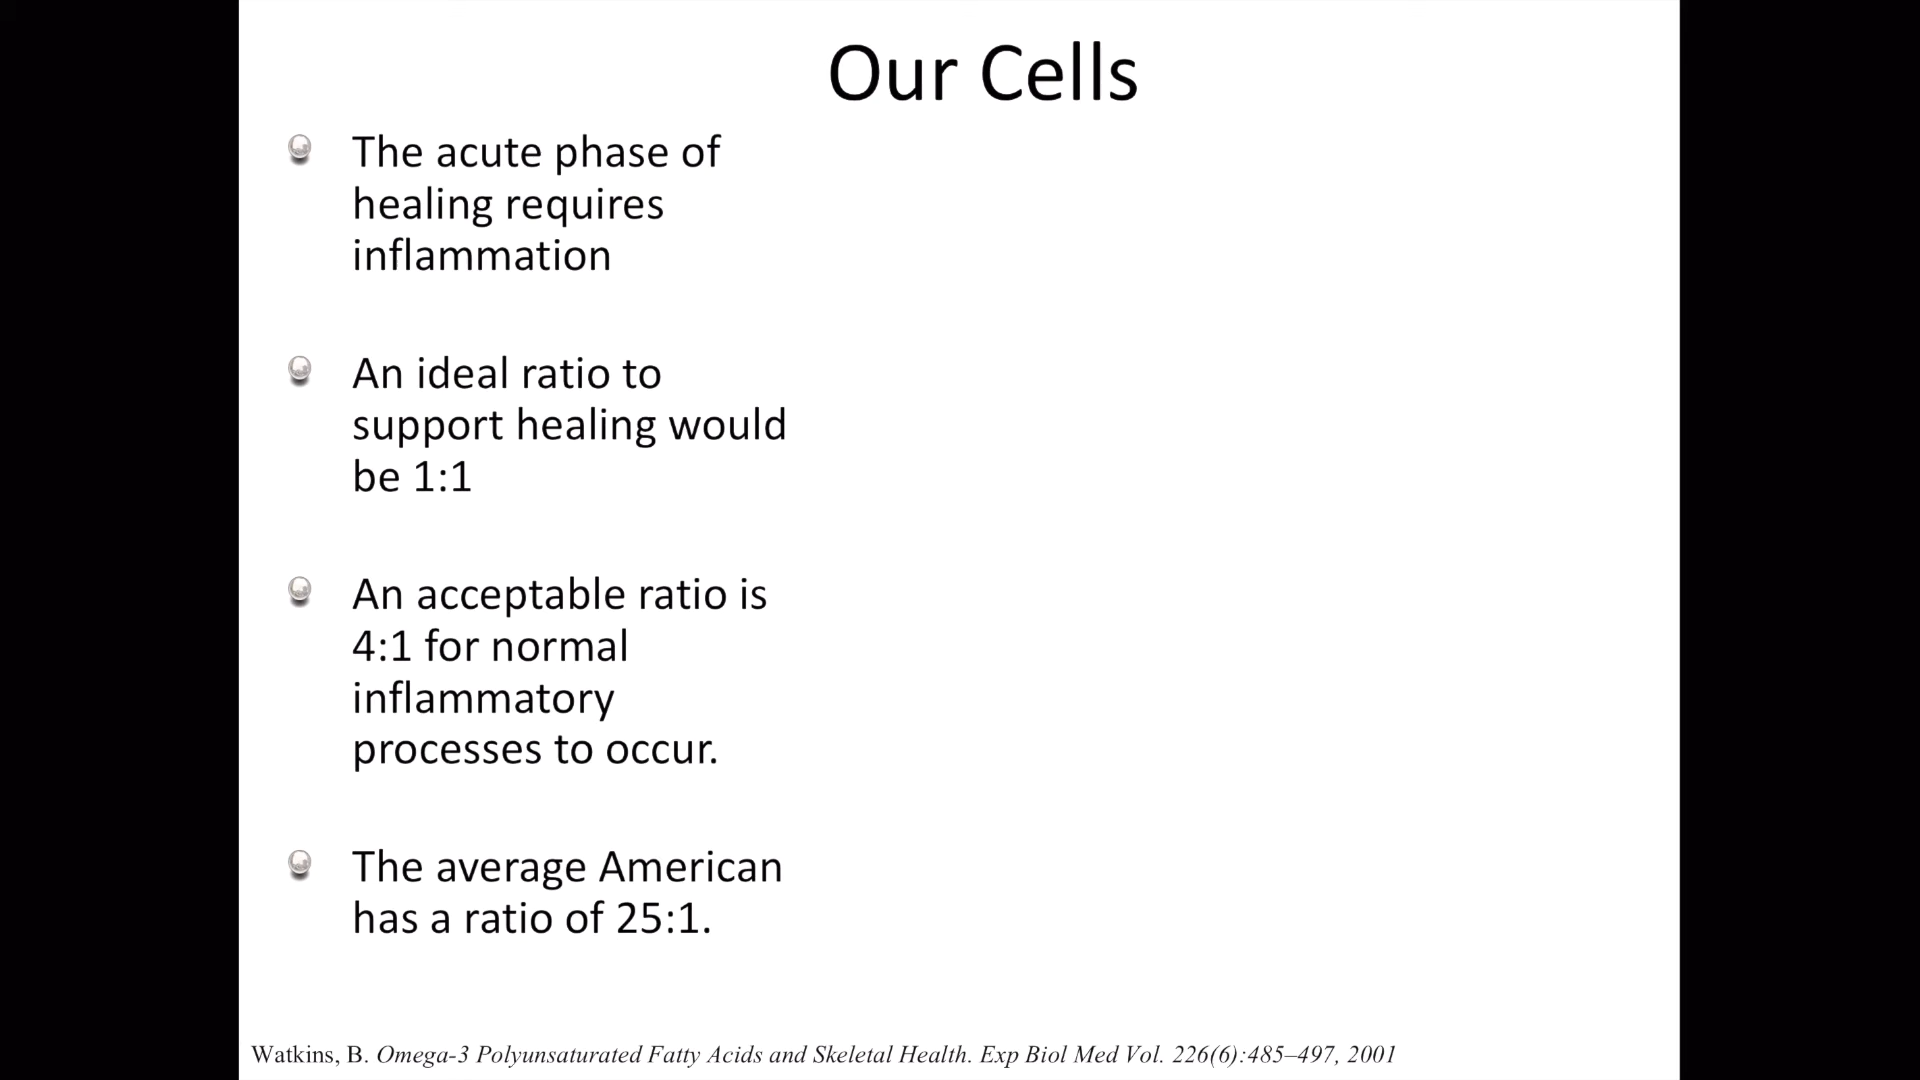 Our Cells
The acute phase of
healing requires
inflammation
An ideal ratio to
support healing would
be 1:1
An acceptable ratio is
4:1 for normal
inflammatory
processes to occur.
The average American
has a ratio of 25:1.
Watkins, B. Omega-3 Polyunsaturated Fatty Acids and Skeletal Health. Exp Biol Med Vol. 226(6):485–497, 2001